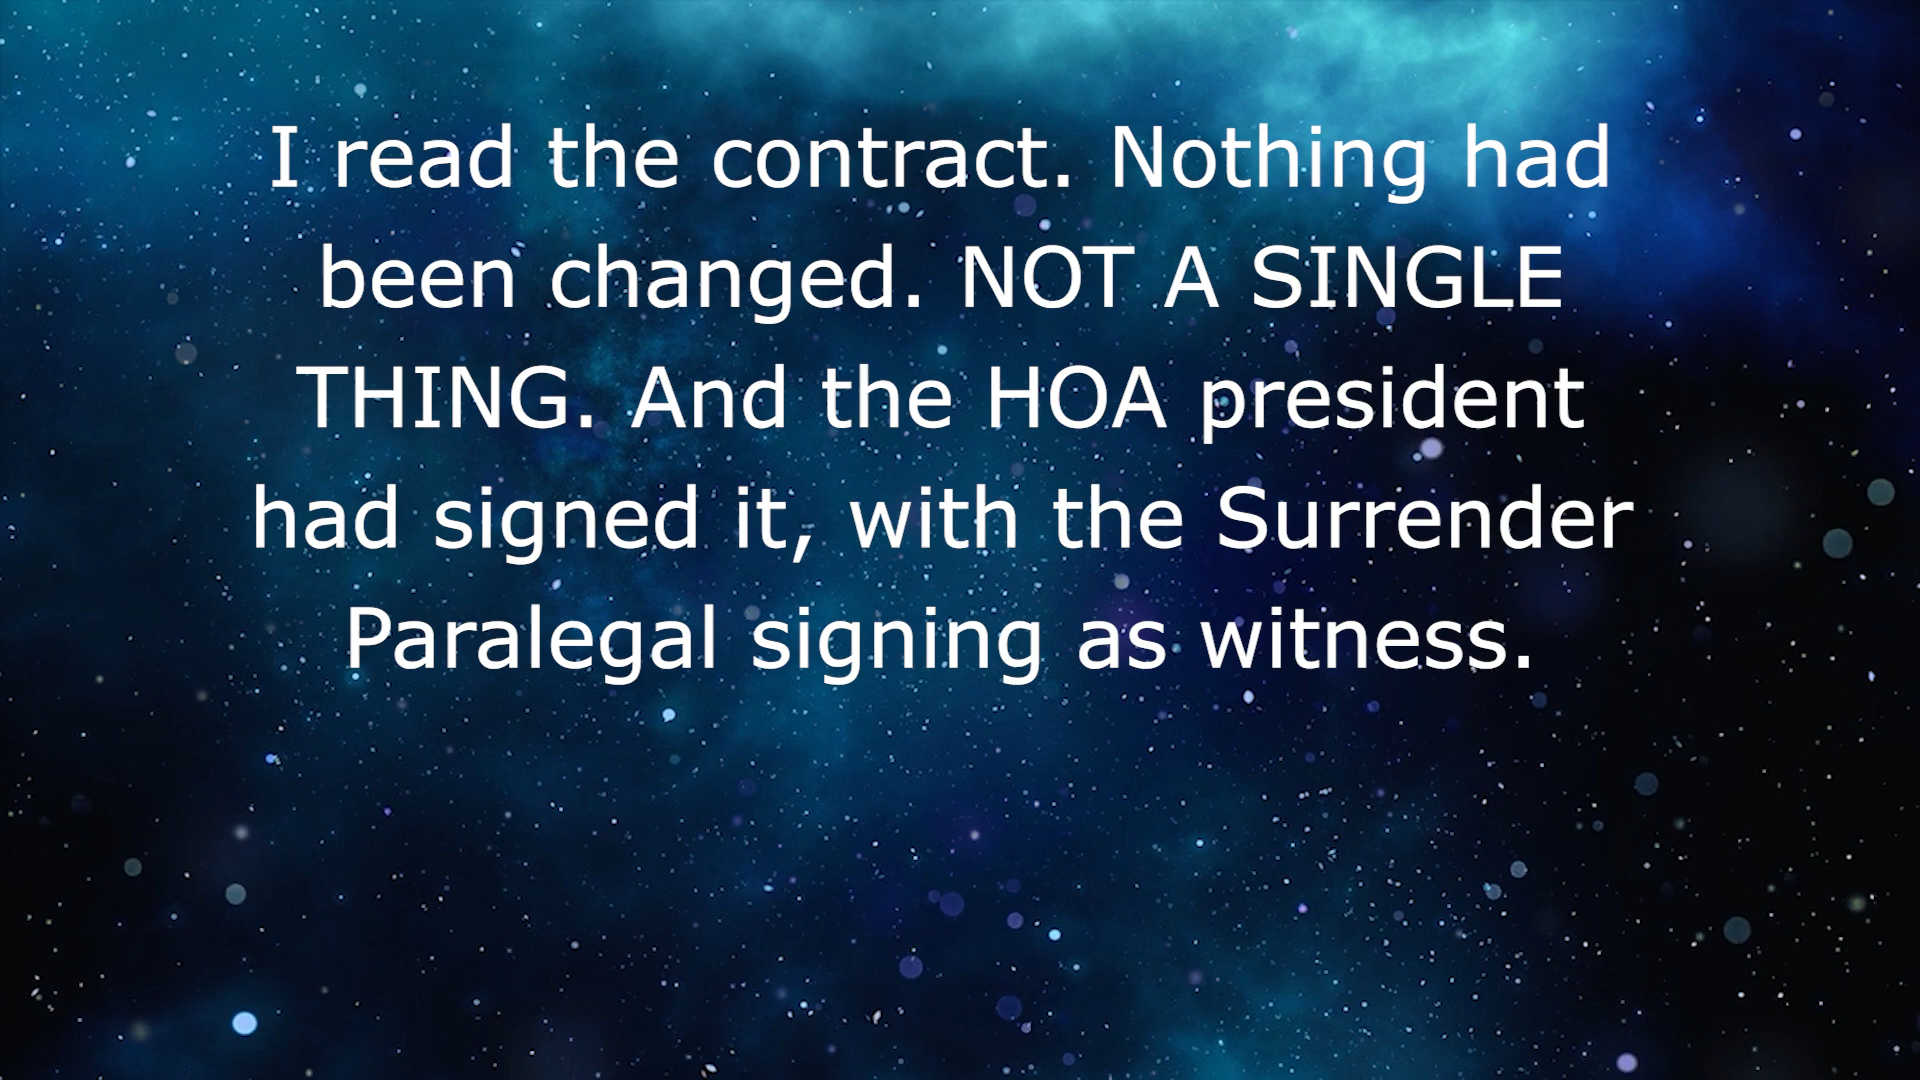 I read the contract. Nothing had
been changed. NOT A SINGLE
THING. And the HOA president
had signed it, with the Surrender
Paralegal signing as witness.